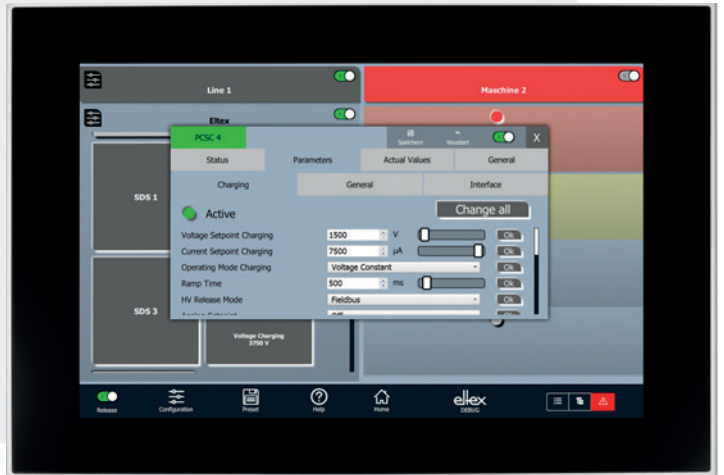 Line 1
Maschine 2
Eltex
PCSC 4
Speichern
Neustart
X
Status
Parameters
Actual Values
General
Charging
General
Interface
Active
Change all
Voltage Setpoint Charging 1500 V Ok
Current Setpoint Charging 7500 µA Ok
Operating Mode Charging Voltage Constant Ok
Ramp Time 500 ms Ok
HV Release Mode Fieldbus Ok
SDS 1
SDS 3
Voltage Charging
3750 V
Release
Configuration
Preset
Help
Home
eltex
DEBUG